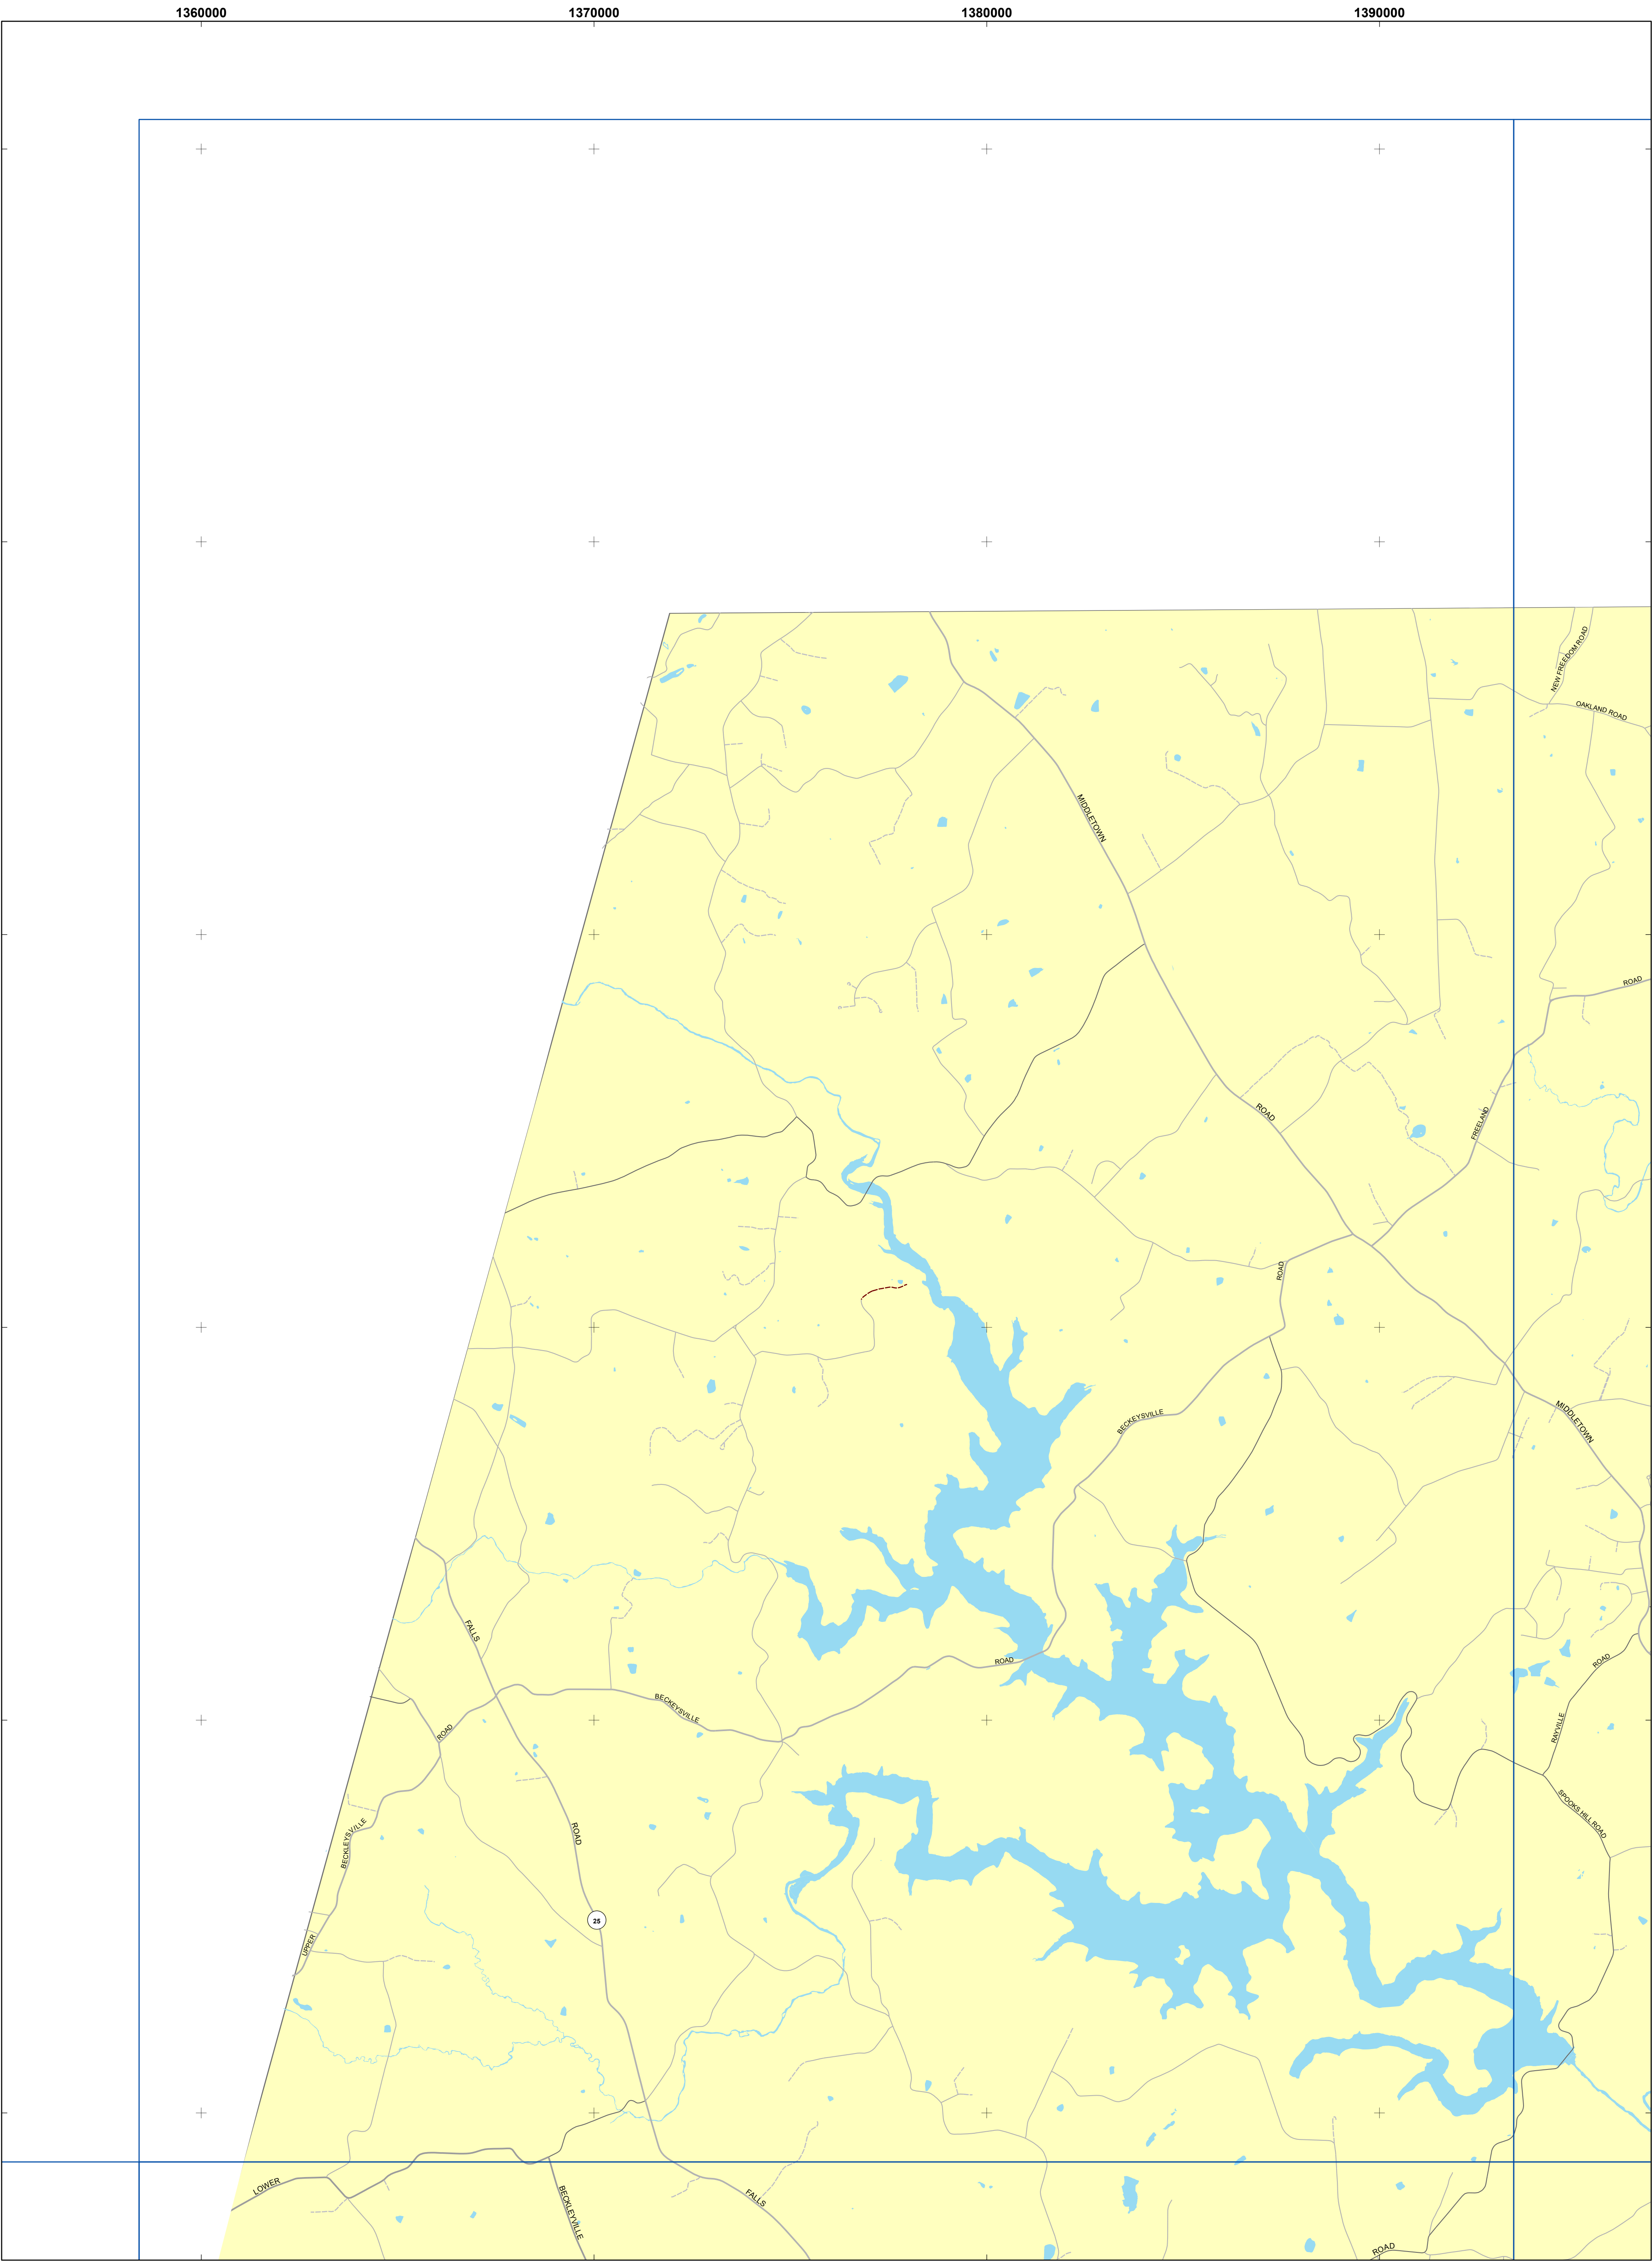 1360000
1370000
1380000
1390000
NEW FREEDOM ROAD
OAKLAND ROAD
MIDDLETOWN
ROAD
ROAD
FREELAND
ROAD
BECKEYSVILLE
MIDDLETOWN
FALLS
ROAD
ROAD
BECKEYSVILLE
ROAD
RAYVILLE
SPOOKS HILL ROAD
BECKLEYSVILLE
ROAD
25
UPPER
LOWER
BECKLEYVILLE
FALLS
ROAD